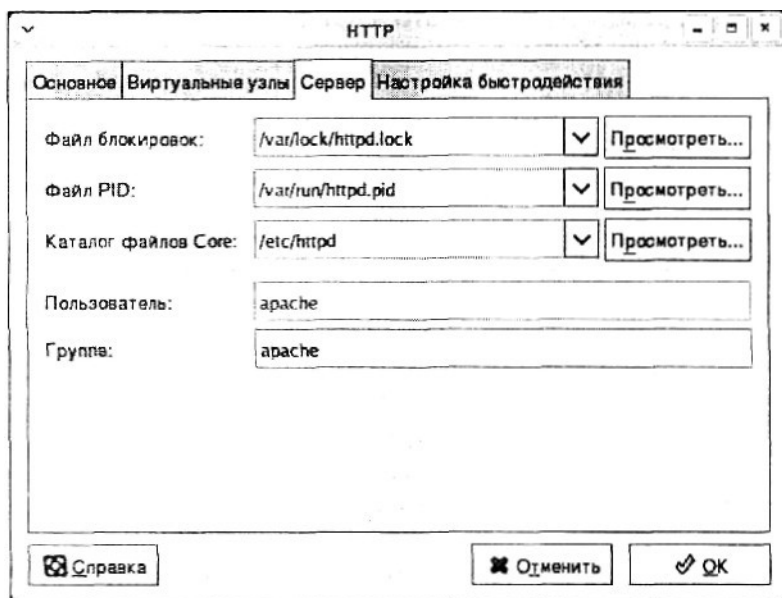 HTTP
Основное Виртуальные узлы Сервер Настройка быстродействия
Файл блокировок: /var/lock/httpd.lock Просмотреть...
Файл PID: /var/run/httpd.pid Просмотреть...
Каталог файлов Core: /etc/httpd Просмотреть...
Пользователь: apache
Группа: apache
Справка Отменить OK